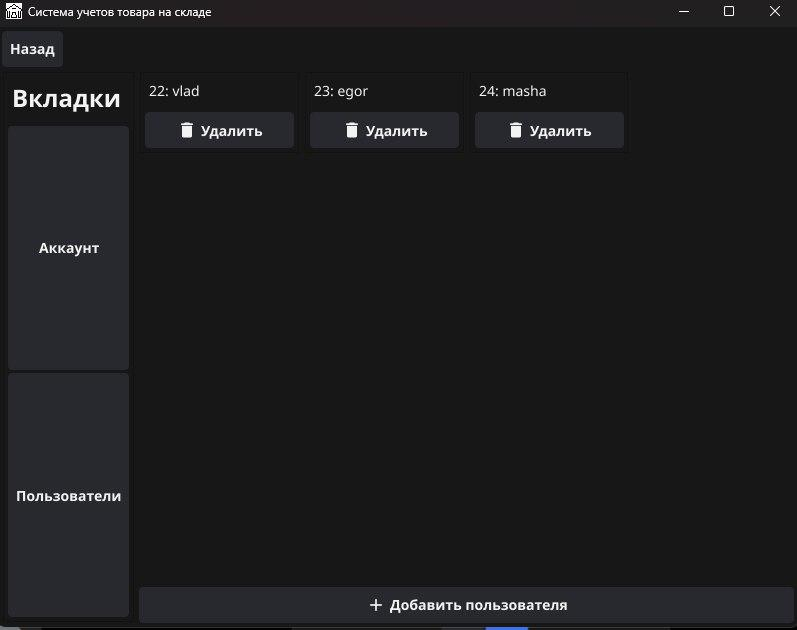 Система учетов товара на складе
Назад
Вкладки
Аккаунт
Пользователи
22: vlad
Удалить
23: egor
Удалить
24: masha
Удалить
Добавить пользователя